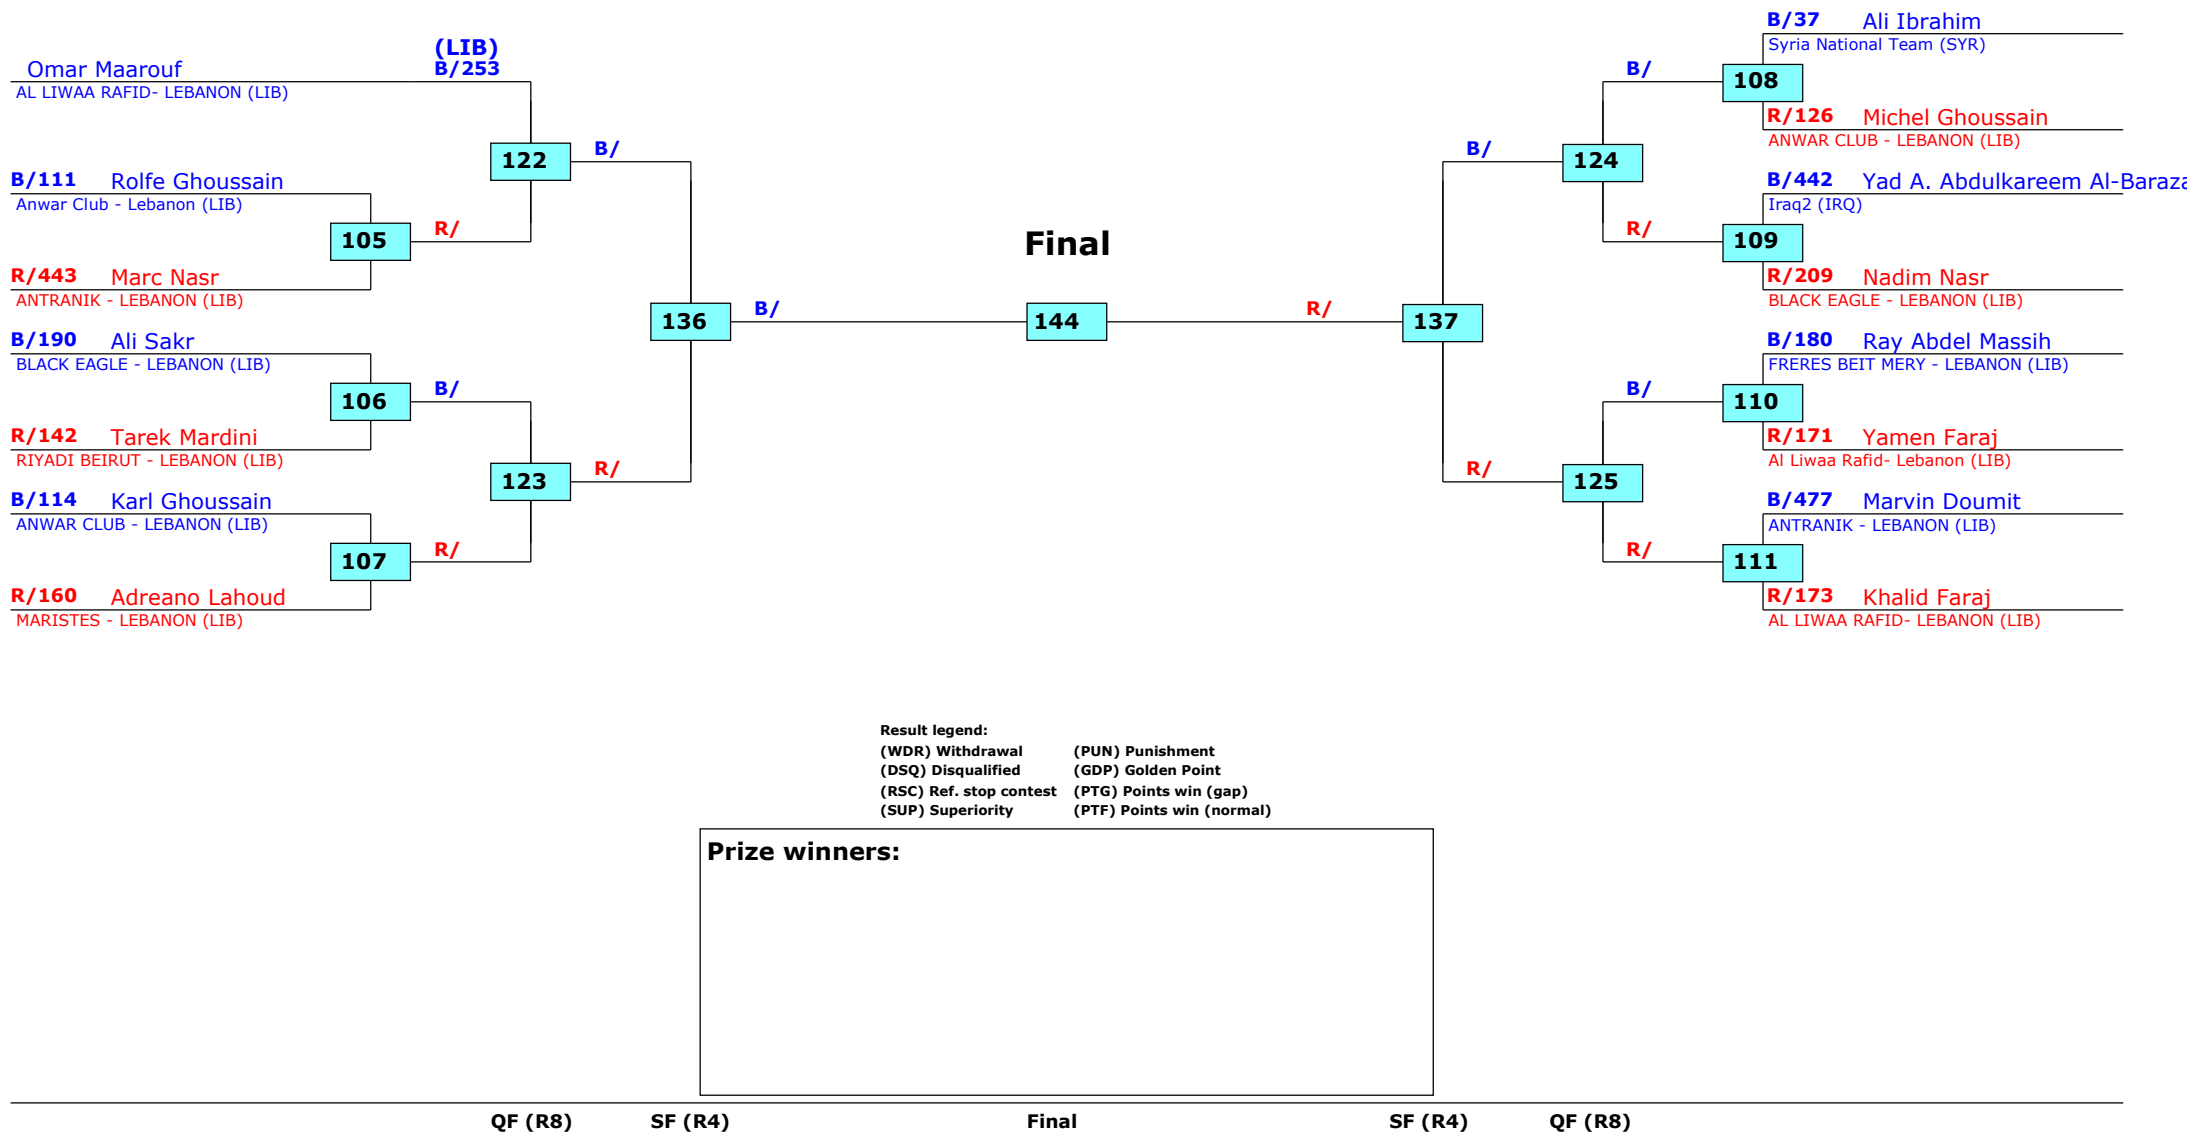 (LIB)
Omar Maarouf B/253
AL LIWAA RAFID- LEBANON (LIB)
122 B/
B/111 Rolfe Ghoussain
Anwar Club - Lebanon (LIB)
105 R/
R/443 Marc Nasr
ANTRANIK - LEBANON (LIB)
136 B/
B/190 Ali Sakr
BLACK EAGLE - LEBANON (LIB)
106 B/
R/142 Tarek Mardini
RIYADI BEIRUT - LEBANON (LIB)
123 R/
B/114 Karl Ghoussain
ANWAR CLUB - LEBANON (LIB)
107 R/
R/160 Adreano Lahoud
MARISTES - LEBANON (LIB)
Final
144
B/37 Ali Ibrahim
Syria National Team (SYR)
B/ 108
R/126 Michel Ghoussain
ANWAR CLUB - LEBANON (LIB)
B/ 124
B/442 Yad A. Abdulkareem Al-Baraza
Iraq2 (IRQ)
R/ 109
R/209 Nadim Nasr
BLACK EAGLE - LEBANON (LIB)
R/ 137
B/180 Ray Abdel Massih
FRERES BEIT MERY - LEBANON (LIB)
B/ 110
R/171 Yamen Faraj
Al Liwaa Rafid- Lebanon (LIB)
R/ 125
B/477 Marvin Doumit
ANTRANIK - LEBANON (LIB)
R/ 111
R/173 Khalid Faraj
AL LIWAA RAFID- LEBANON (LIB)
Result legend:
(WDR) Withdrawal (PUN) Punishment
(DSQ) Disqualified (GDP) Golden Point
(RSC) Ref. stop contest (PTG) Points win (gap)
(SUP) Superiority (PTF) Points win (normal)
Prize winners:
QF (R8) SF (R4) Final SF (R4) QF (R8)